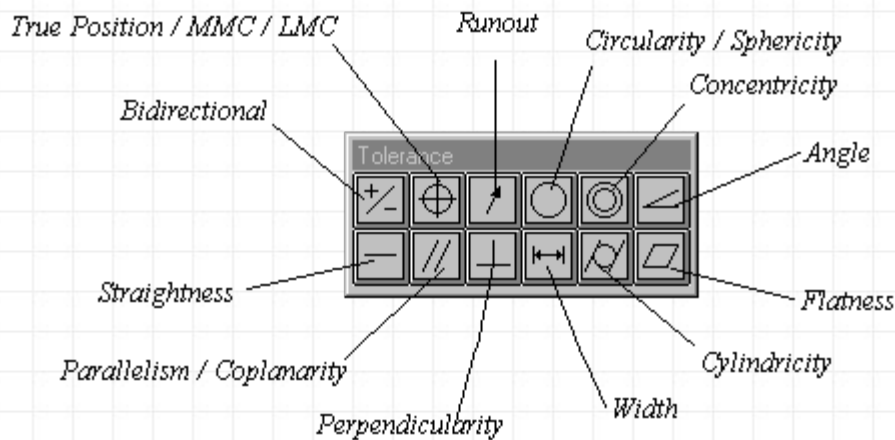 True Position / MMC / LMC
Runout
Circularity / Sphericity
Concentricity
Bidirectional
Angle
Tolerance
Straightness
Flatness
Parallelism / Coplanarity
Cylindricity
Perpendicularity
Width